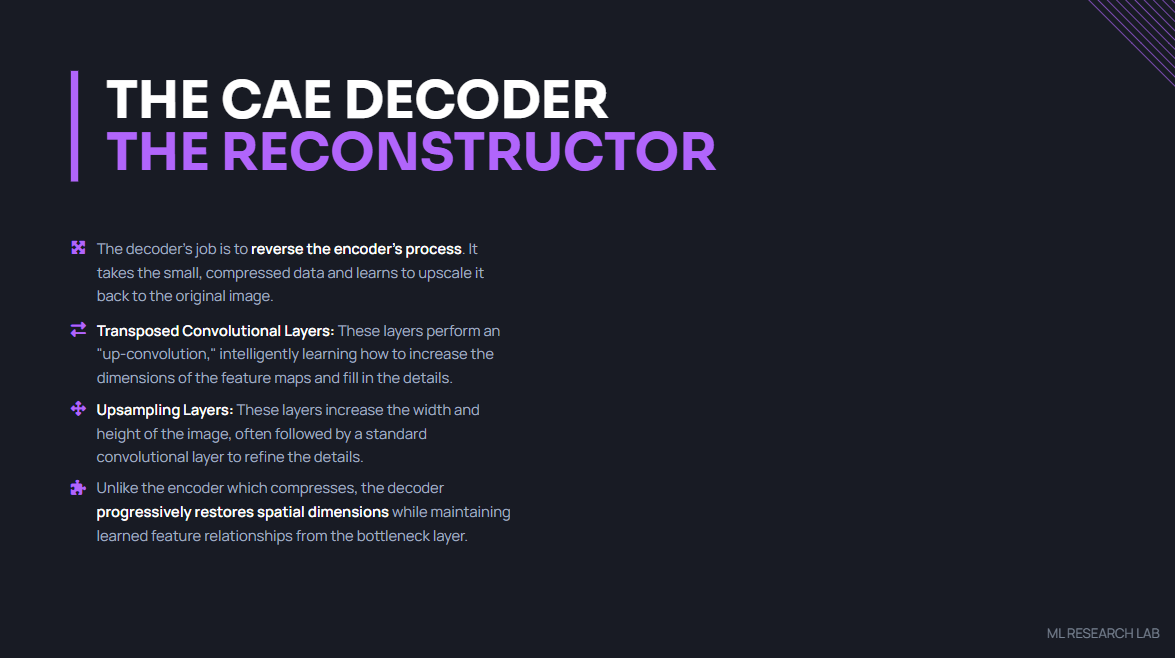 THE CAE DECODER
THE RECONSTRUCTOR
The decoder's job is to reverse the encoder's process. It
takes the small, compressed data and learns to upscale it
back to the original image.
Transposed Convolutional Layers: These layers perform an
"up-convolution," intelligently learning how to increase the
dimensions of the feature maps and fill in the details.
Upsampling Layers: These layers increase the width and
height of the image, often followed by a standard
convolutional layer to refine the details.
Unlike the encoder which compresses, the decoder
progressively restores spatial dimensions while maintaining
learned feature relationships from the bottleneck layer.
ML RESEARCH LAB